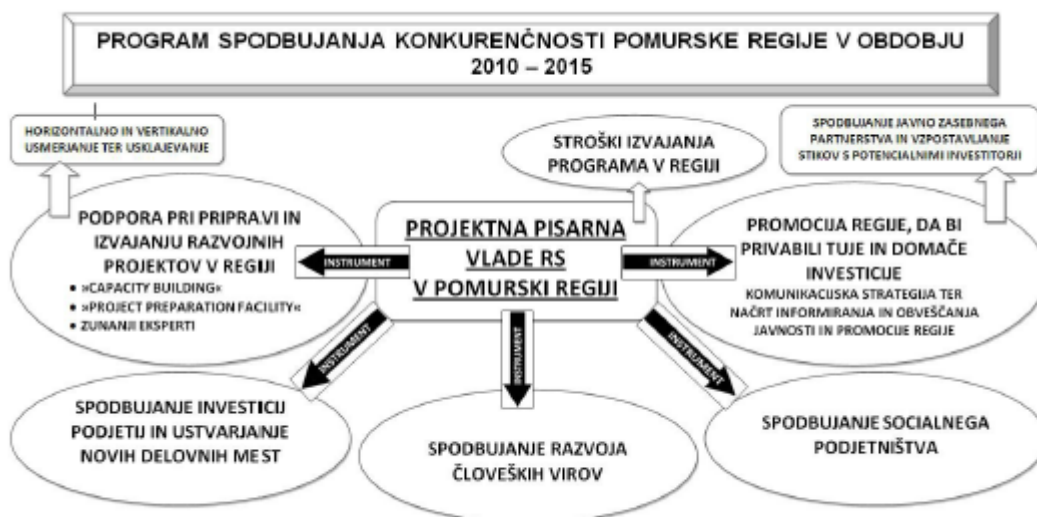 PROGRAM SPODBUJANJA KONKURENČNOSTI POMURSKE REGIJE V OBDOBJU
2010 – 2015
HORIZONTALNO IN VERTIKALNO
USMERJANJE TER USKLAJEVANJE
STROŠKI IZVAJANJA
PROGRAMA V REGIJI
SPODBUJANJE JAVNO ZASEBNEGA
PARTNERSTVA IN VZPOSTAVLJANJE
STIKOV S POTENCIALNIMI INVESTITORJI
PODPORA PRI PRIPRAVI IN
IZVAJANJU RAZVOJNIH
PROJEKTOV V REGIJI
• »CAPACITY BUILDING«
• »PROJECT PREPARATION FACILITY«
• ZUNANJI EKSPERTI
INSTRUMENT
PROJEKTNA PISARNA
VLADE RS
V POMURSKI REGIJI
INSTRUMENT
PROMOCIJA REGIJE, DA BI
PRIVABILI TUJE IN DOMAČE
INVESTICIJE
KOMUNIKACIJSKA STRATEGIJA TER
NAČRT INFORMIRANJA IN OBVEŠČANJA
JAVNOSTI IN PROMOCIJE REGIJE
INSTRUMENT
INSTRUMENT
INSTRUMENT
SPODBUJANJE INVESTICIJ
PODJETIJ IN USTVARJANJE
NOVIH DELOVNIH MEST
SPODBUJANJE RAZVOJA
ČLOVEŠKIH VIROV
SPODBUJANJE SOCIALNEGA
PODJETNIŠTVA